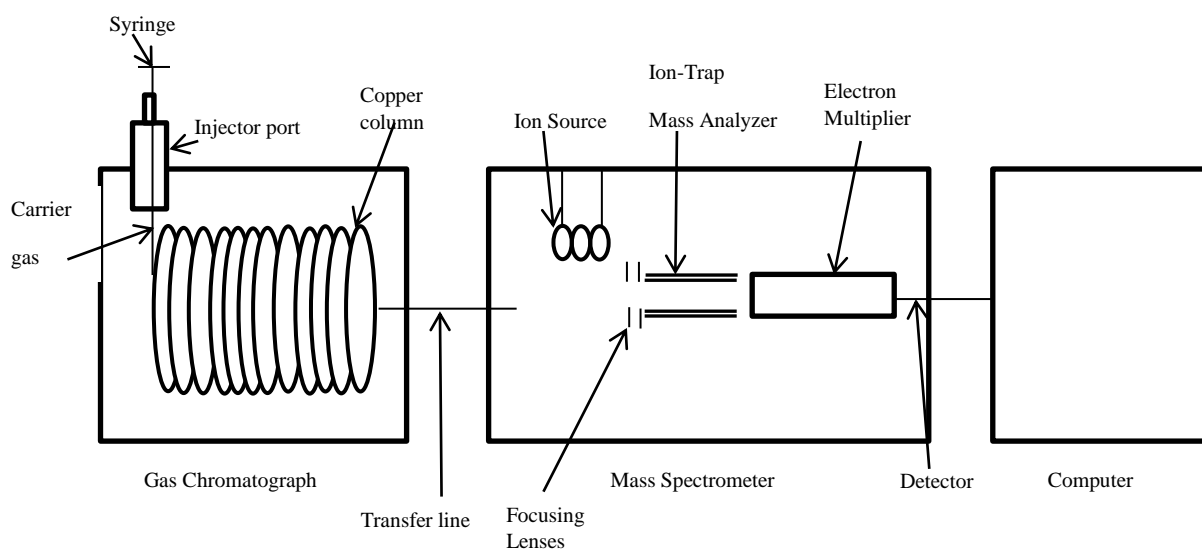 Syringe
Injector port
Copper
column
Carrier
gas
Ion Source
Ion-Trap
Mass Analyzer
Electron
Multiplier
Gas Chromatograph
Transfer line
Mass Spectrometer
Focusing
Lenses
Detector
Computer